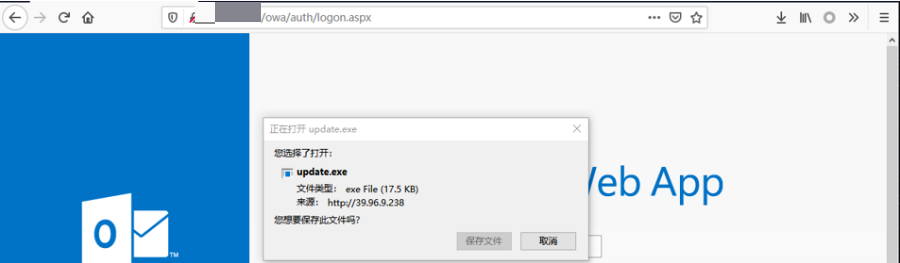 /owa/auth/logon.aspx
正在打开 update.exe
您选择了打开：
update.exe
文件类型： exe File (17.5 KB)
来源： http://39.96.9.238
您想要保存此文件吗？
保存文件 取消
Web App
O
TM